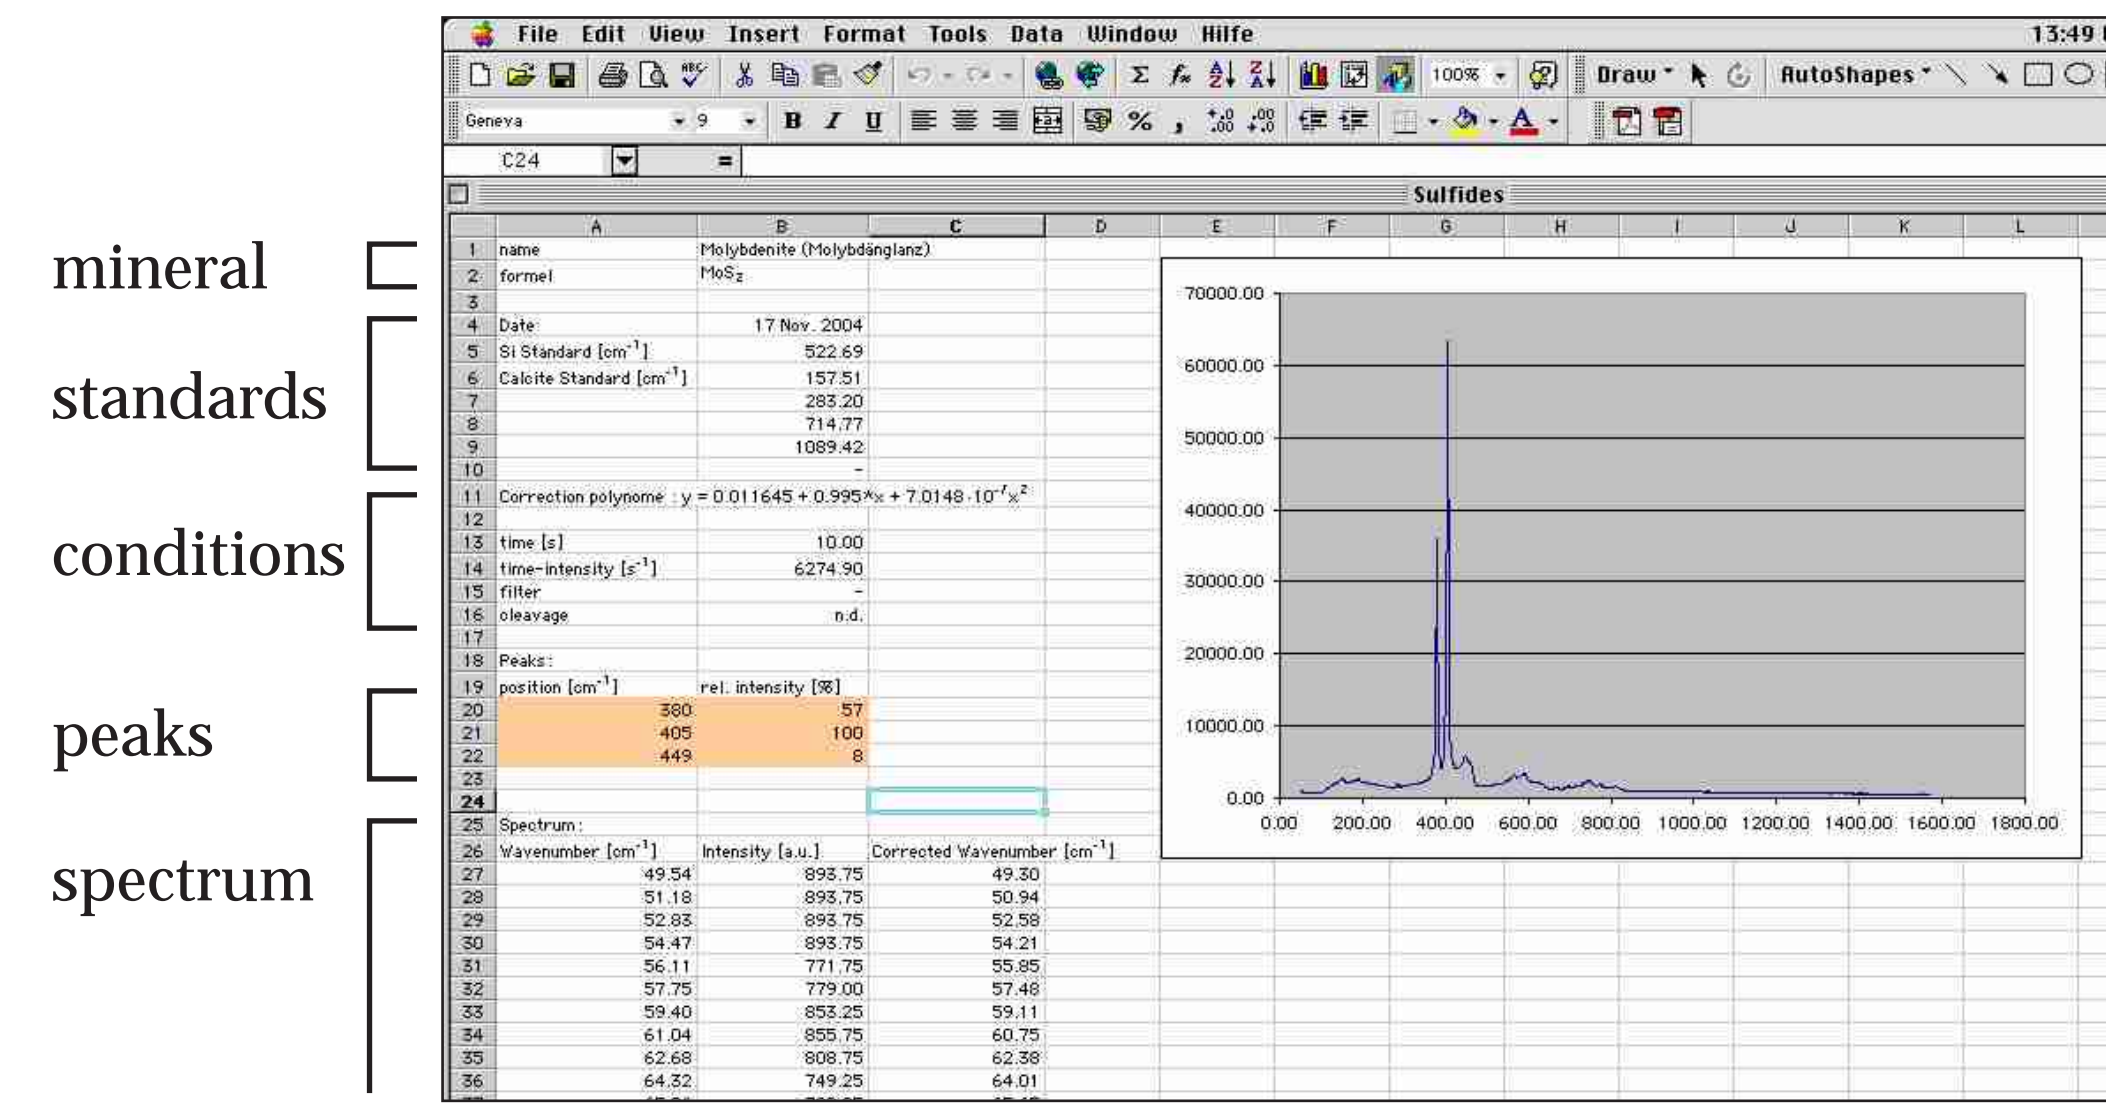 File Edit View Insert Format Tools Data Window Hilfe 13:49
100% Draw AutoShapes
Geneva 9 B I U
C24 =
Sulfides
A B C D E F G H I J K L
mineral
standards
conditions
peaks
spectrum
1 name Molybdenite (Molybdänglanz)
2 formel MoS₂
3
4 Date: 17 Nov. 2004
5 Si Standard [cm⁻¹] 522.69
6 Calcite Standard [cm⁻¹] 157.51
7 283.20
8 714.77
9 1089.42
10 -
11 Correction polynome : y = 0.011645 + 0.995*x + 7.0148·10⁻⁷x²
12
13 time [s] 10.00
14 time-intensity [s⁻¹] 6274.90
15 filter -
16 cleavage n.d.
17
18 Peaks:
19 position [cm⁻¹] rel. intensity [%]
20 380 57
21 405 100
22 449 8
23
24
25 Spectrum:
26 Wavenumber [cm⁻¹] Intensity [a.u.] Corrected Wavenumber [cm⁻¹]
27 49.54 893.75 49.30
28 51.18 893.75 50.94
29 52.83 893.75 52.58
30 54.47 893.75 54.21
31 56.11 771.75 55.85
32 57.75 779.00 57.48
33 59.40 853.25 59.11
34 61.04 855.75 60.75
35 62.68 808.75 62.38
36 64.32 749.25 64.01
70000.00
60000.00
50000.00
40000.00
30000.00
20000.00
10000.00
0.00
0.00 200.00 400.00 600.00 800.00 1000.00 1200.00 1400.00 1600.00 1800.00